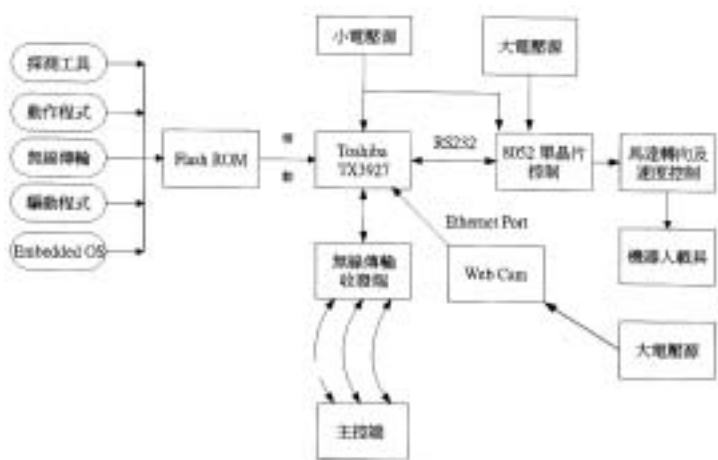 小電壓源
大電壓源
探測工具
動作程式
無線傳輸
驅動程式
Embedded OS
Flash ROM
動
Toshiba
TX3927
RS232
8052 單晶片
控制
馬達轉向及
速度控制
Ethernet Port
無線傳輸
收發端
Web Cam
機器人載具
大電壓源
主控端